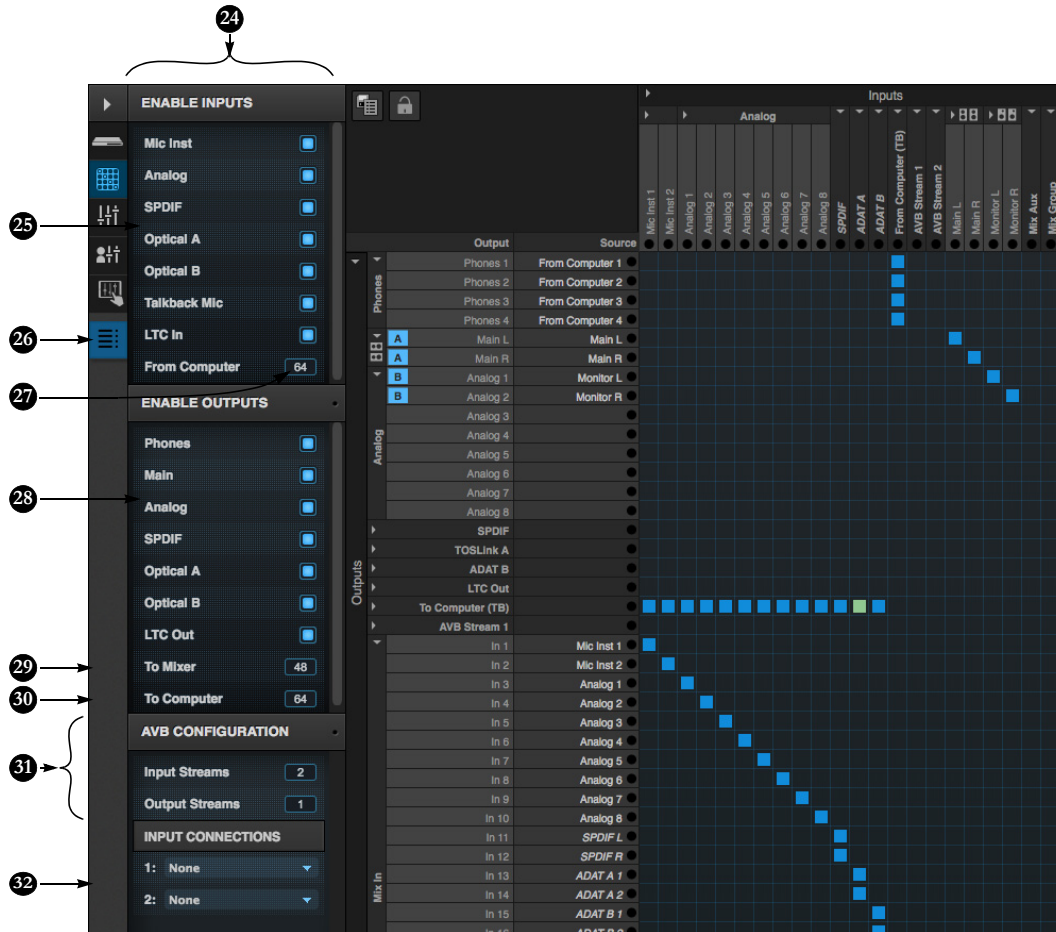 24
25
26
27
28
29
30
31
32
ENABLE INPUTS
Mic Inst
Analog
SPDIF
Optical A
Optical B
Talkback Mic
LTC In
From Computer 64
ENABLE OUTPUTS
Phones
Main
Analog
SPDIF
Optical A
Optical B
LTC Out
To Mixer 48
To Computer 64
AVB CONFIGURATION
Input Streams 2
Output Streams 1
INPUT CONNECTIONS
1: None
2: None
Inputs
Analog
Mic Inst 1
Mic Inst 2
Analog 1
Analog 2
Analog 3
Analog 4
Analog 5
Analog 6
Analog 7
Analog 8
SPDIF
ADAT A
ADAT B
From Computer (TB)
AVB Stream 1
AVB Stream 2
Main L
Main R
Monitor L
Monitor R
Mix Aux
Mix Group
Output Source
Outputs
Phones
Phones 1 From Computer 1
Phones 2 From Computer 2
Phones 3 From Computer 3
Phones 4 From Computer 4
A Main L Main L
A Main R Main R
Analog
B Analog 1 Monitor L
B Analog 2 Monitor R
Analog 3
Analog 4
Analog 5
Analog 6
Analog 7
Analog 8
SPDIF
TOSLink A
ADAT B
LTC Out
To Computer (TB)
AVB Stream 1
Mix In
In 1 Mic Inst 1
In 2 Mic Inst 2
In 3 Analog 1
In 4 Analog 2
In 5 Analog 3
In 6 Analog 4
In 7 Analog 5
In 8 Analog 6
In 9 Analog 7
In 10 Analog 8
In 11 SPDIF L
In 12 SPDIF R
In 13 ADAT A 1
In 14 ADAT A 2
In 15 ADAT B 1